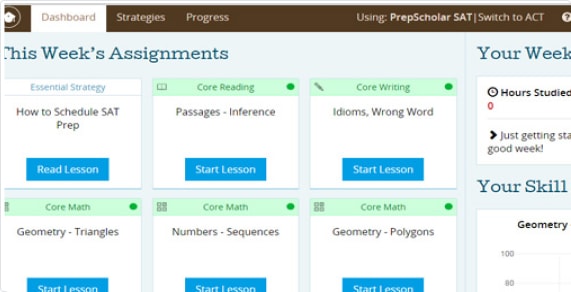 Dashboard Strategies Progress Using: PrepScholar SAT|Switch to ACT
This Week's Assignments
Essential Strategy
How to Schedule SAT
Prep
Read Lesson
Core Reading
Passages - Inference
Start Lesson
Core Writing
Idioms, Wrong Word
Start Lesson
Core Math
Geometry - Triangles
Start Lesson
Core Math
Numbers - Sequences
Start Lesson
Core Math
Geometry - Polygons
Start Lesson
Your Week
Hours Studied
0
Just getting sta
good week!
Your Skill
Geometry
100
80